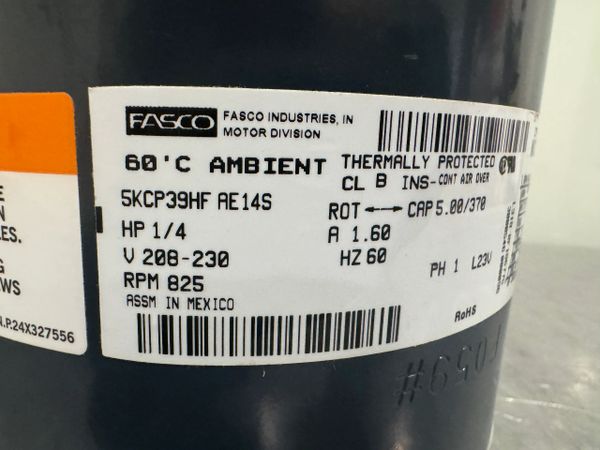 FASCO
FASCO INDUSTRIES, IN
MOTOR DIVISION
60°C AMBIENT
THERMALLY PROTECTED
CL B INS-CONT AIR OVER
5KCP39HF AE14S
ROT ←→ CAP 5.00/370
HP 1/4
A 1.60
V 208-230
HZ 60
PH 1 L23U
RPM 825
ASSM IN MEXICO
RoHS
LES.
WS
N.P.24X327556
#F059